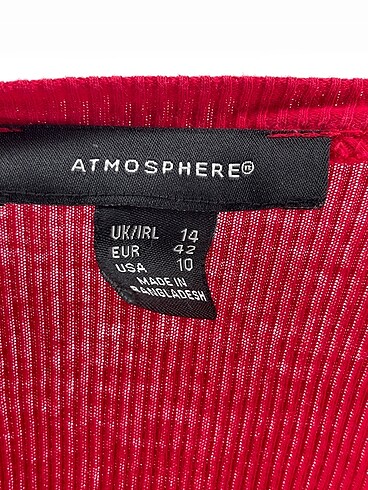 ATMOSPHERE®
UK/IRL 14
EUR 42
USA 10
MADE IN
BANGLADESH